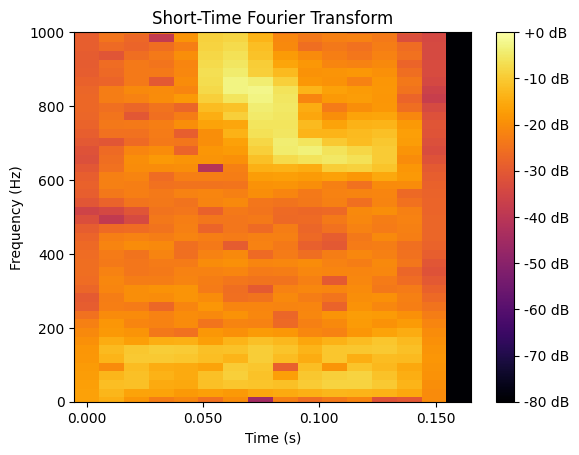 Short-Time Fourier Transform
1000
800
600
400
200
0
Frequency (Hz)
0.000
0.050
0.100
0.150
Time (s)
+0 dB
-10 dB
-20 dB
-30 dB
-40 dB
-50 dB
-60 dB
-70 dB
-80 dB